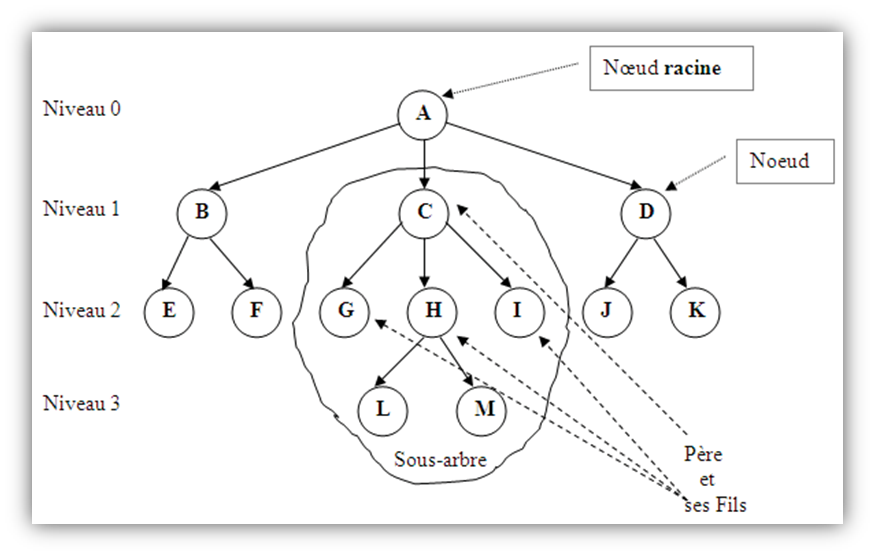 Nœud racine
Niveau 0
A
Noeud
Niveau 1
B
C
D
Niveau 2
E
F
G
H
I
J
K
Niveau 3
L
M
Sous-arbre
Père
et
ses Fils